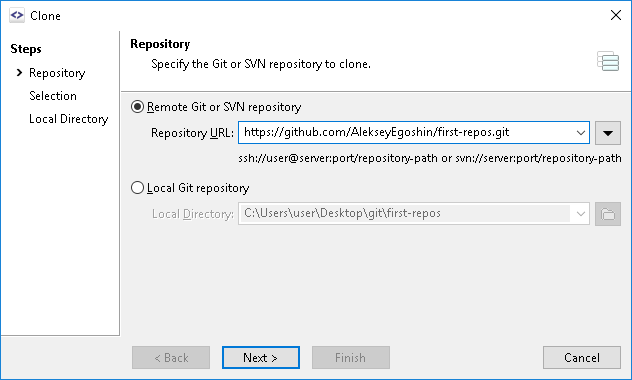 Clone
Steps
Repository
Selection
Local Directory
Repository
Specify the Git or SVN repository to clone.
Remote Git or SVN repository
Repository URL: https://github.com/AlekseyEgoshin/first-repos.git
ssh://user@server:port/repository-path or svn://server:port/repository-path
Local Git repository
Local Directory: C:\Users\user\Desktop\git\first-repos
< Back Next > Finish Cancel